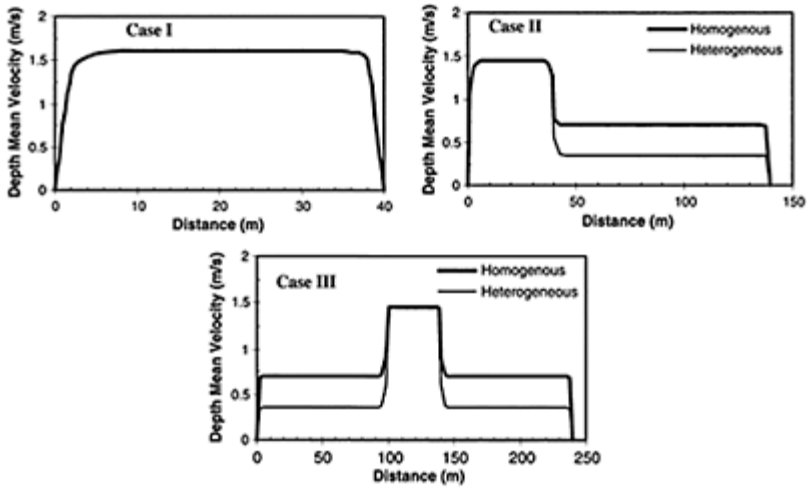 Case I
Depth Mean Velocity (m/s)
2
1.5
1
0.5
0
0
10
20
30
40
Distance (m)
Case II
Homogenous
Heterogeneous
Depth Mean Velocity (m/s)
2
1.5
1
0.5
0
0
50
100
150
Distance (m)
Case III
Homogenous
Heterogeneous
Depth Mean Velocity (m/s)
2
1.5
1
0.5
0
0
50
100
150
200
250
Distance (m)